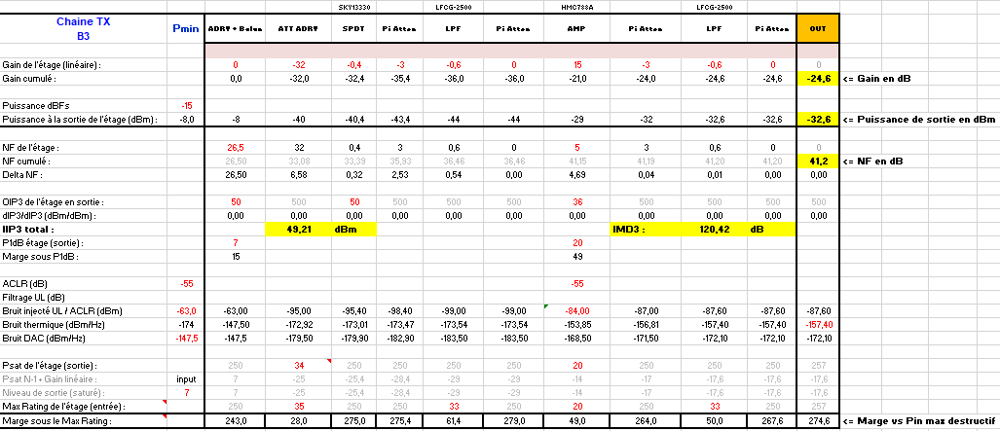 SKY13330 LFCG-2500 HMC788A LFCG-2500
Chaine TX
B3
Pmin ADRV + Balun ATT ADRV SPDT Pi Atten LPF Pi Atten AMP Pi Atten LPF Pi Atten OUT
Gain de l'étage (linéaire) : 0 -32 -0,4 -3 -0,6 0 15 -3 -0,6 0 0
Gain cumulé : 0,0 -32,0 -32,4 -35,4 -36,0 -36,0 -21,0 -24,0 -24,6 -24,6 -24,6 <= Gain en dB
Puissance dBFs -15
Puissance à la sortie de l'étage (dBm) : -8,0 -8 -40 -40,4 -43,4 -44 -44 -29 -32 -32,6 -32,6 -32,6 <= Puissance de sortie en dBm
NF de l'étage : 26,5 32 0,4 3 0,6 0 5 3 0,6 0 0
NF cumulé : 26,50 33,08 33,39 35,93 36,46 36,46 41,15 41,19 41,20 41,20 41,2 <= NF en dB
Delta NF : 26,50 6,58 0,32 2,53 0,54 0,00 4,69 0,04 0,01 0,00 0,00
OIP3 de l'étage en sortie : 50 500 50 500 500 500 36 500 500 500 500
dIP3/dIP3 (dBm/dBm) : 0,00 0,00 0,00 0,00 0,00 0,00 0,00 0,00 0,00 0,00 0,00
IIP3 total : 49,21 dBm IMD3 : 120,42 dB
P1dB étage (sortie) : 7 20
Marge sous P1dB : 15 49
ACLR (dB) -55 -55
Filtrage UL (dB)
Bruit injecté UL / ACLR (dBm) -63,0 -63,00 -95,00 -95,40 -98,40 -99,00 -99,00 -84,00 -87,00 -87,60 -87,60 -87,60
Bruit thermique (dBm/Hz) -174 -147,50 -172,92 -173,01 -173,47 -173,54 -173,54 -153,85 -156,81 -157,40 -157,40 -157,40
Bruit DAC (dBm/Hz) -147,5 -147,5 -179,50 -179,90 -182,90 -183,50 -183,50 -168,50 -171,50 -172,10 -172,10 -172,10
Psat de l'étage (sortie) : 250 34 250 250 250 250 20 250 250 250 257
Psat N-1 + Gain linéaire : input 7 -25 -25,4 -28,4 -29 -29 -14 -17 -17,6 -17,6 -17,6
Niveau de sortie (saturé) : 7 7 -25 -25,4 -28,4 -29 -29 -14 -17 -17,6 -17,6 -17,6
Max Rating de l'étage (entrée) : 250 35 250 250 33 250 20 250 33 250 257
Marge sous le Max Rating : 243,0 28,0 275,0 275,4 61,4 279,0 49,0 264,0 50,0 267,6 274,6 <= Marge vs Pin max destructif